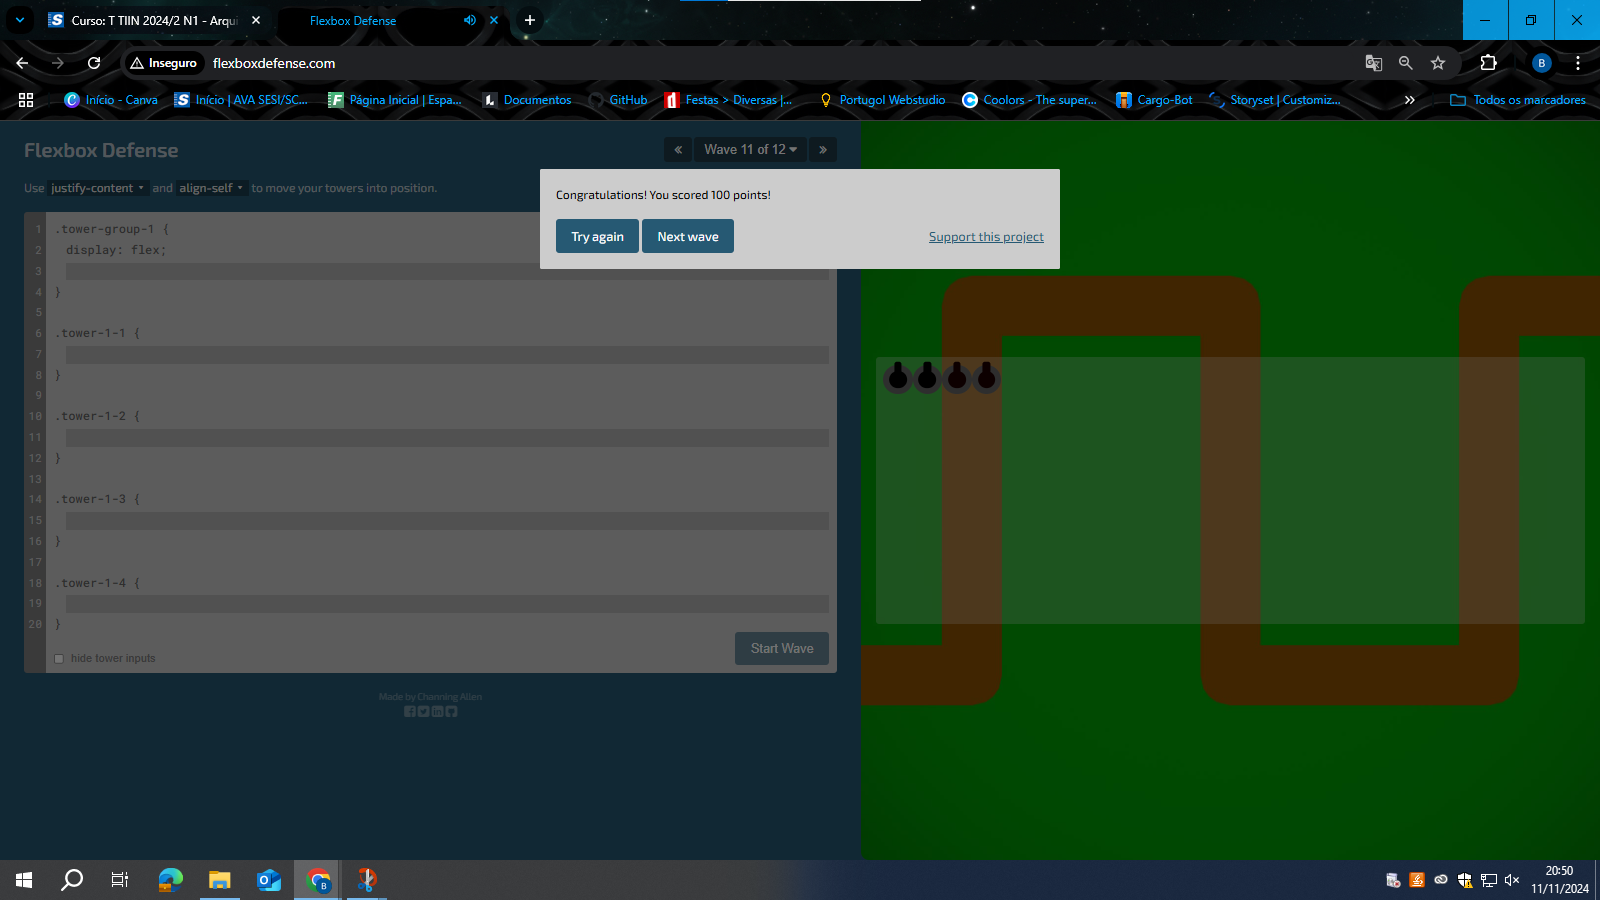 Curso: T TIIN 2024/2 N1 - Arqui
Flexbox Defense
Inseguro
flexboxdefense.com
B
Início - Canva
Início | AVA SESI/SC...
Página Inicial | Espa...
Documentos
GitHub
Festas > Diversas |...
Portugol Webstudio
Coolors - The super...
Cargo-Bot
Storyset | Customiz...
Todos os marcadores
Flexbox Defense
« Wave 11 of 12 »
Use justify-content and align-self to move your towers into position.
Congratulations! You scored 100 points!
Try again
Next wave
Support this project
1 .tower-group-1 {
2 display: flex;
3
4 }
5
6 .tower-1-1 {
7
8 }
9
10 .tower-1-2 {
11
12 }
13
14 .tower-1-3 {
15
16 }
17
18 .tower-1-4 {
19
20 }
hide tower inputs
Start Wave
Made by Channing Allen
20:50
11/11/2024